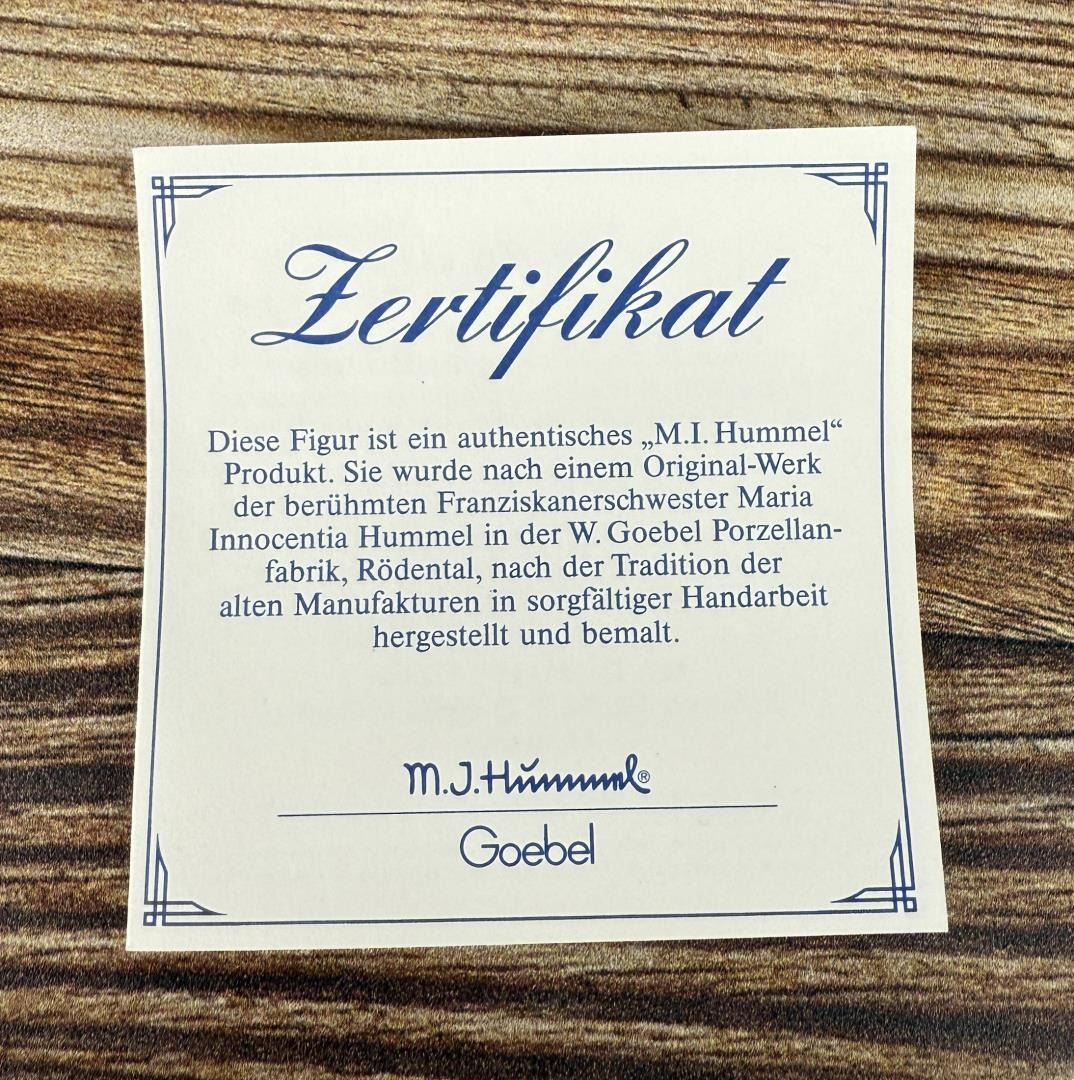 Zertifikat
Diese Figur ist ein authentisches „M.I. Hummel“
Produkt. Sie wurde nach einem Original-Werk
der berühmten Franziskanerschwester Maria
Innocentia Hummel in der W. Goebel Porzellan-
fabrik, Rödental, nach der Tradition der
alten Manufakturen in sorgfältiger Handarbeit
hergestellt und bemalt.
M.J. Hummel®
Goebel